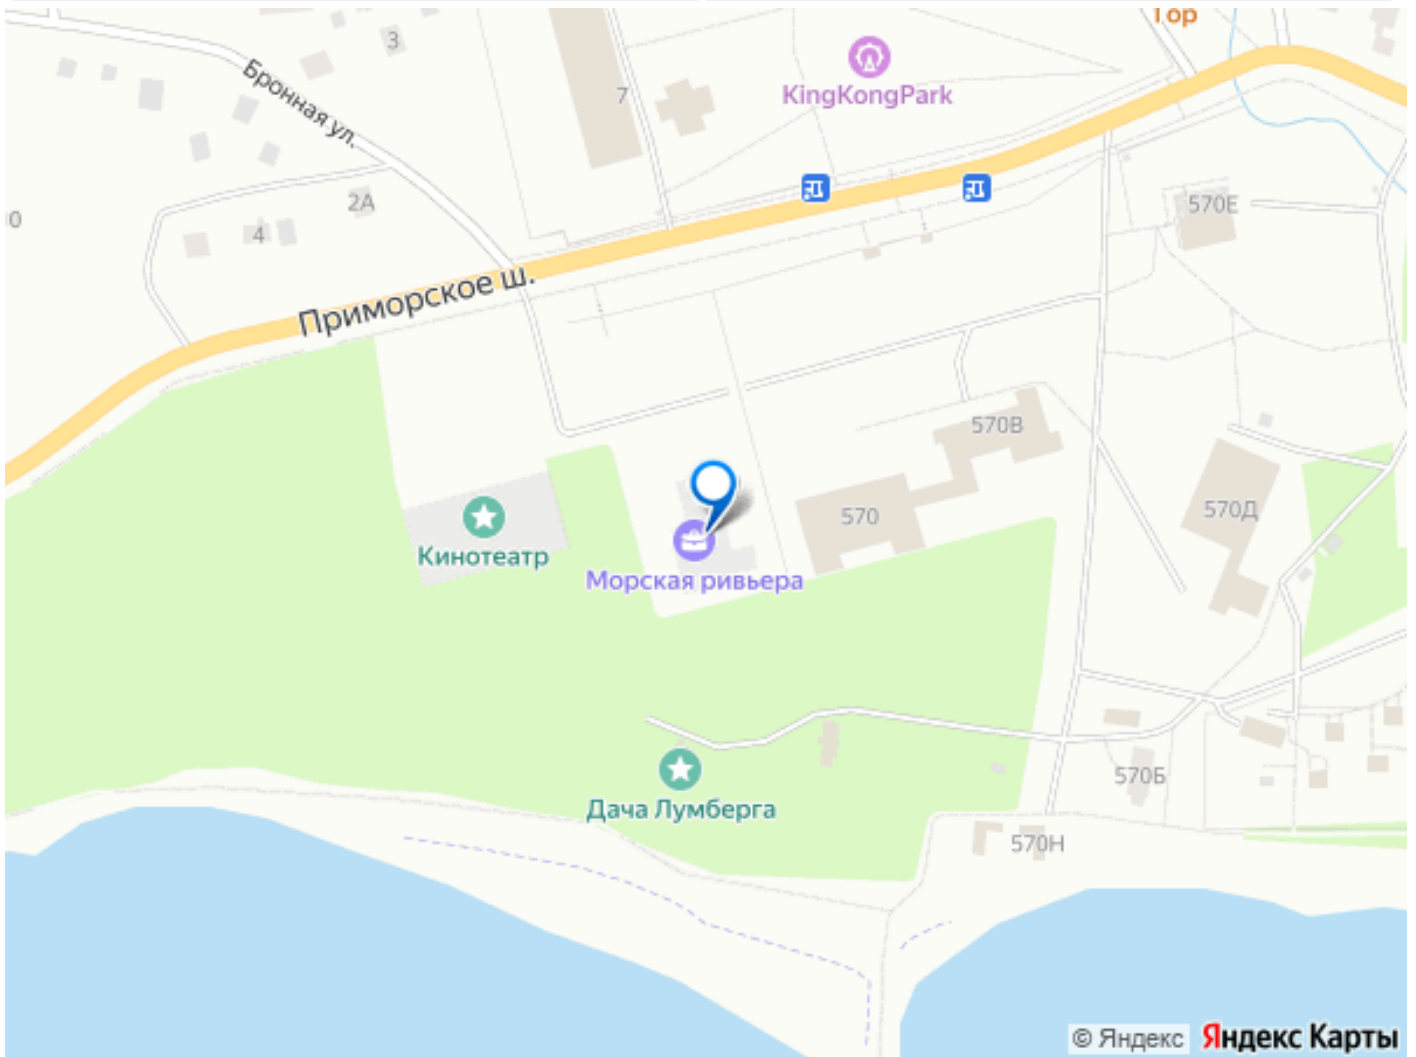 Гор
3
KingKongPark
Бронная ул.
7
2А
570Е
0
4
Приморское ш.
570В
570
570Д
Кинотеатр
Морская ривьера
570Б
Дача Лумберга
570Н
© Яндекс Яндекс Карты